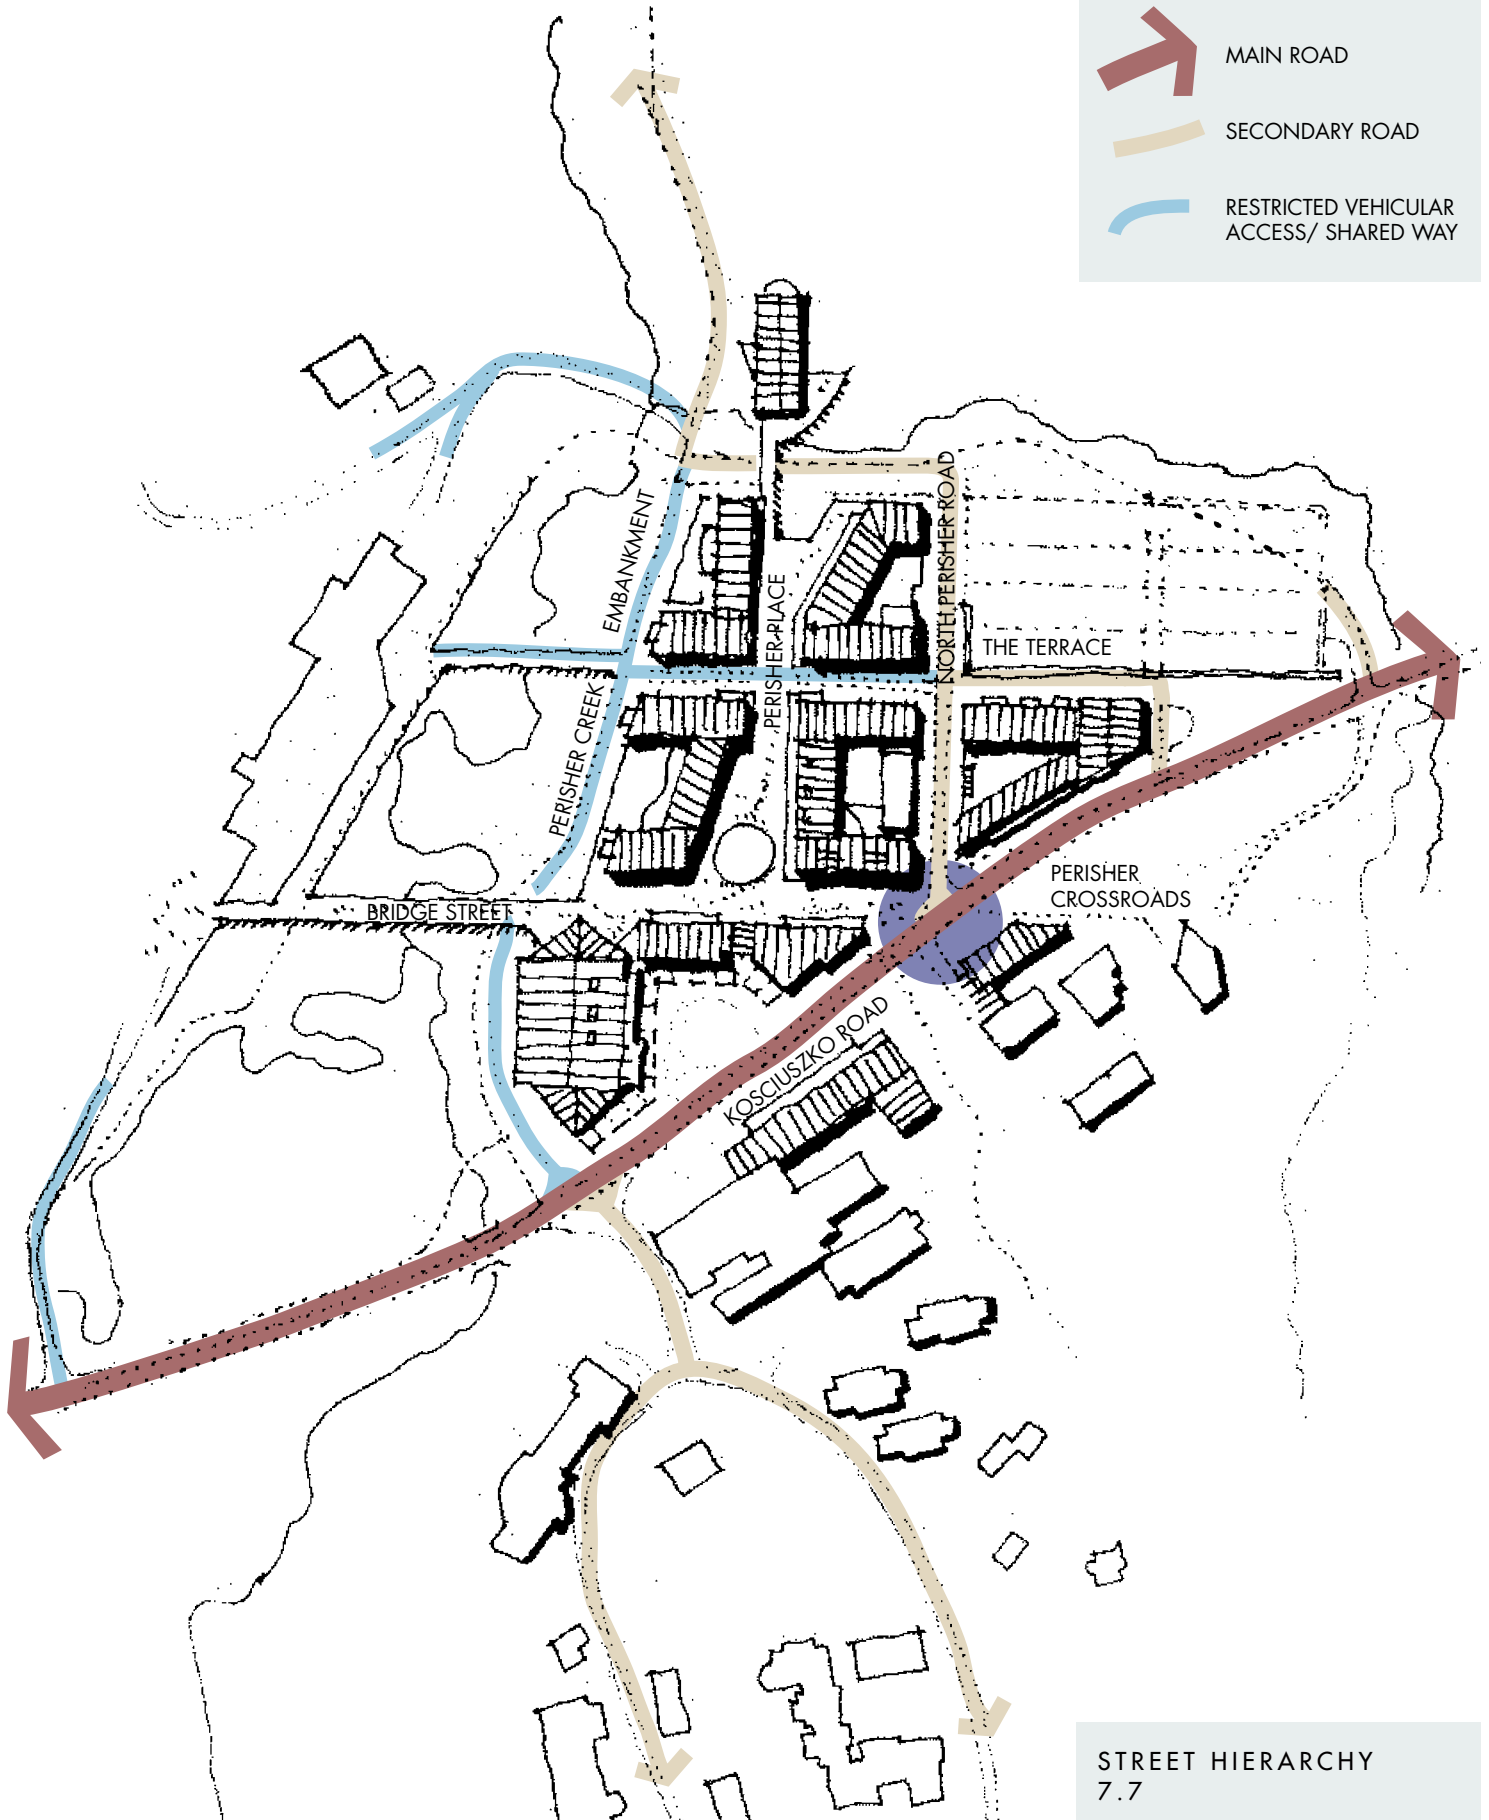 MAIN ROAD
SECONDARY ROAD
RESTRICTED VEHICULAR
ACCESS/ SHARED WAY
EMBANKMENT
NORTH PERISHER ROAD
PERISHER PLACE
THE TERRACE
PERISHER CREEK
PERISHER
CROSSROADS
BRIDGE STREET
KOSCIUSZKO ROAD
STREET HIERARCHY
7.7